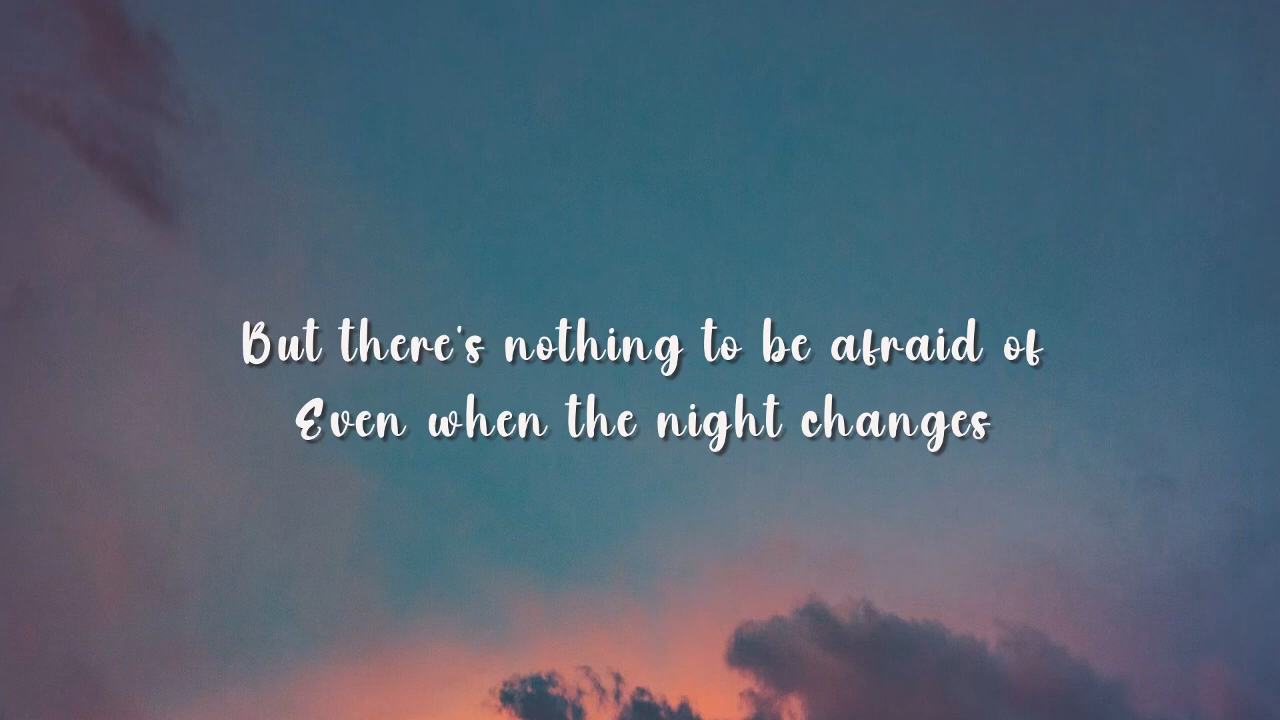 But there's nothing to be afraid of
Even when the night changes